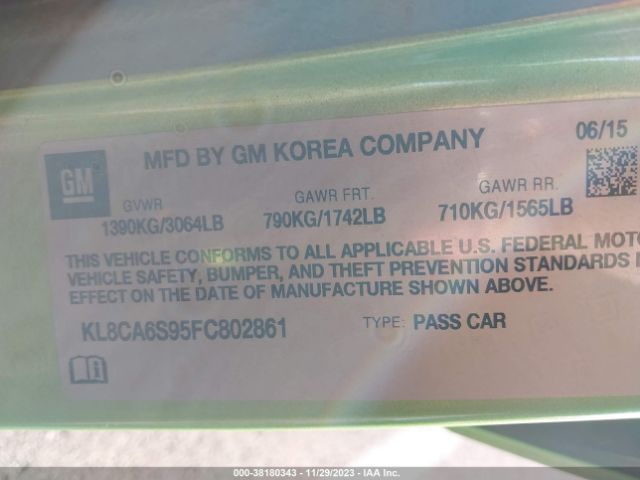 MFD BY GM KOREA COMPANY 06/15
GM
GVWR GAWR FRT. GAWR RR.
1390KG/3064LB 790KG/1742LB 710KG/1565LB
THIS VEHICLE CONFORMS TO ALL APPLICABLE U.S. FEDERAL MOTO
VEHICLE SAFETY, BUMPER, AND THEFT PREVENTION STANDARDS I
EFFECT ON THE DATE OF MANUFACTURE SHOWN ABOVE.
KL8CA6S95FC802861 TYPE: PASS CAR
000-38180343 — 11/29/2023 — IAA Inc.